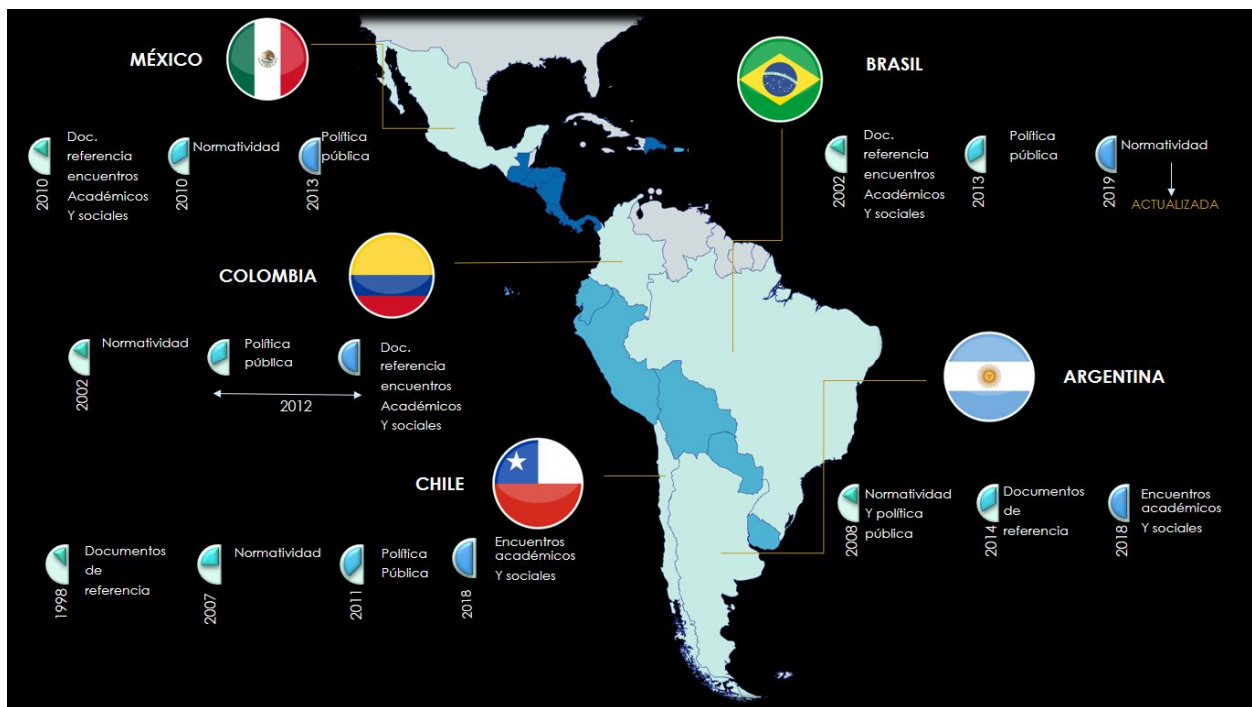 MÉXICO
Doc.
referencia
encuentros
Académicos
Y sociales
2010
Normatividad
2010
Política
pública
2013
BRASIL
Doc.
referencia
encuentros
Académicos
Y sociales
2002
Política
pública
2013
Normatividad
2019
ACTUALIZADA
COLOMBIA
Normatividad
2002
Política
pública
2012
Doc.
referencia
encuentros
Académicos
Y sociales
ARGENTINA
Normatividad
Y política
pública
2008
Documentos
de
referencia
2014
Encuentros
académicos
Y sociales
2018
CHILE
Documentos
de
referencia
1998
Normatividad
2007
Política
Pública
2011
Encuentros
académicos
Y sociales
2018